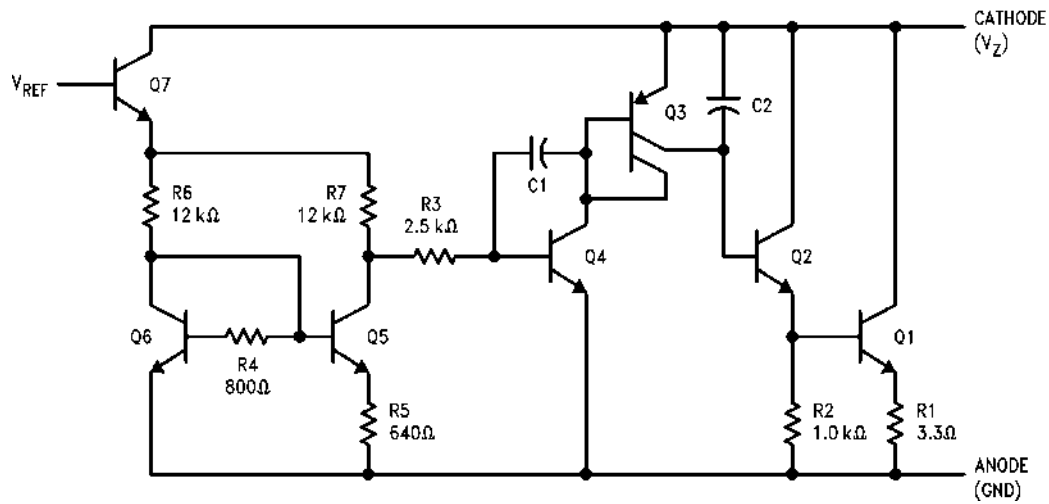 CATHODE
(VZ)
VREF
Q7
Q3
C2
C1
R6
12 kΩ
R7
12 kΩ
R3
2.5 kΩ
Q4
Q2
Q6
R4
800Ω
Q5
Q1
R5
640Ω
R2
1.0 kΩ
R1
3.3Ω
ANODE
(GND)